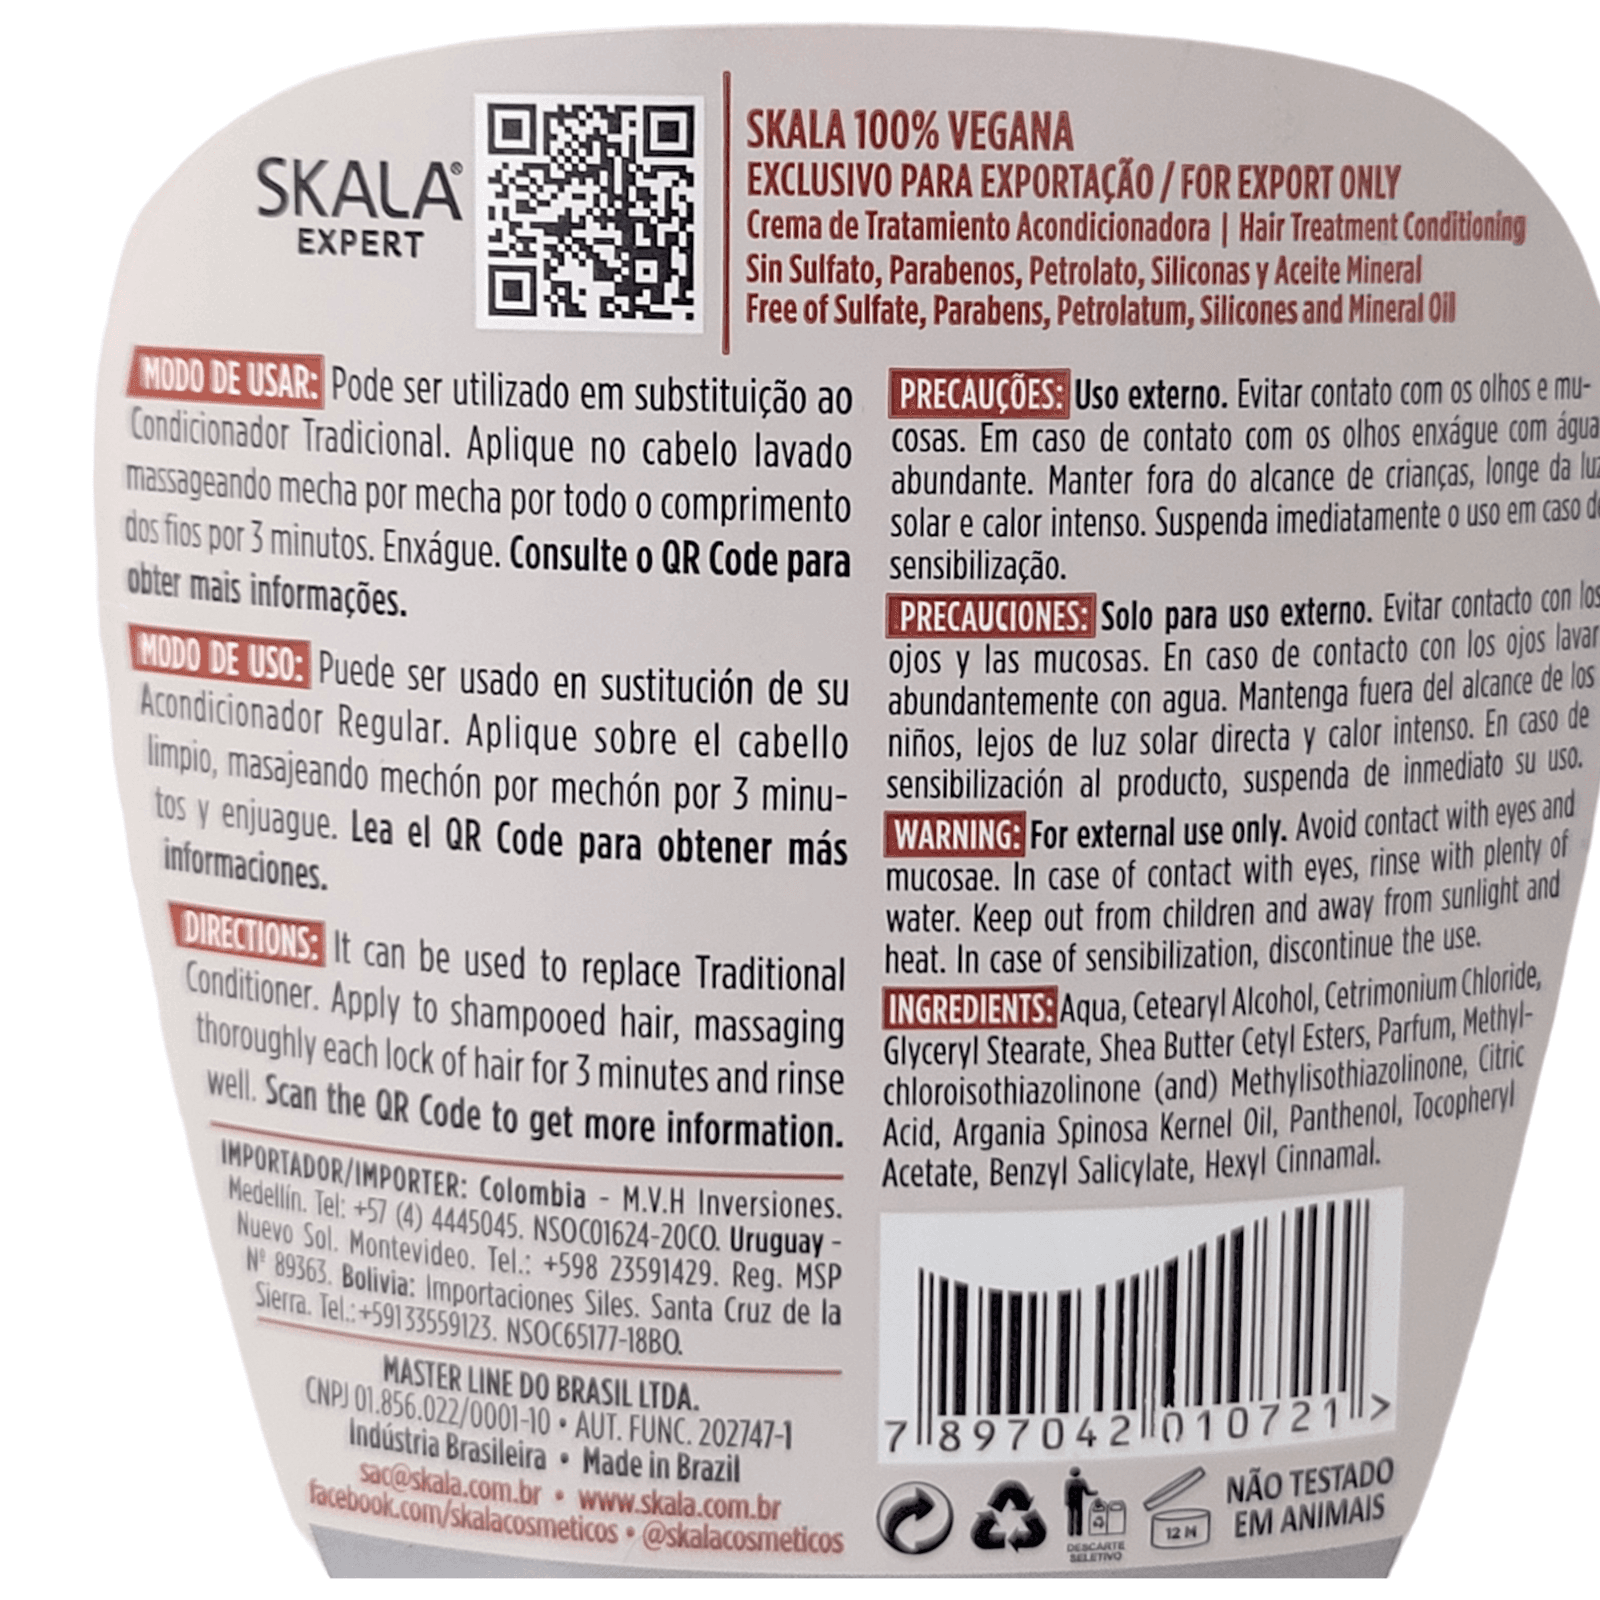 SKALA®
EXPERT
SKALA 100% VEGANA
EXCLUSIVO PARA EXPORTAÇÃO / FOR EXPORT ONLY
Crema de Tratamiento Acondicionadora | Hair Treatment Conditioning
Sin Sulfato, Parabenos, Petrolato, Siliconas y Aceite Mineral
Free of Sulfate, Parabens, Petrolatum, Silicones and Mineral Oil
MODO DE USAR: Pode ser utilizado em substituição ao
Condicionador Tradicional. Aplique no cabelo lavado
massageando mecha por mecha por todo o comprimento
dos fios por 3 minutos. Enxágue. Consulte o QR Code para
obter mais informações.
MODO DE USO: Puede ser usado en sustitución de su
Acondicionador Regular. Aplique sobre el cabello
limpio, masajeando mechón por mechón por 3 minu-
tos y enjuague. Lea el QR Code para obtener más
informaciones.
DIRECTIONS: It can be used to replace Traditional
Conditioner. Apply to shampooed hair, massaging
thoroughly each lock of hair for 3 minutes and rinse
well. Scan the QR Code to get more information.
IMPORTADOR/IMPORTER: Colombia - M.V.H Inversiones.
Medellín. Tel: +57 (4) 4445045. NSOC01624-20CO. Uruguay -
Nuevo Sol. Montevideo. Tel.: +598 23591429. Reg. MSP
Nº 89363. Bolivia: Importaciones Siles. Santa Cruz de la
Sierra. Tel.:+59133559123. NSOC65177-18BO.
MASTER LINE DO BRASIL LTDA.
CNPJ 01.856.022/0001-10 • AUT. FUNC. 202747-1
Indústria Brasileira • Made in Brazil
sac@skala.com.br • www.skala.com.br
facebook.com/skalacosmeticos • @skalacosmeticos
PRECAUÇÕES: Uso externo. Evitar contato com os olhos e mu-
cosas. Em caso de contato com os olhos enxágue com água
abundante. Manter fora do alcance de crianças, longe da luz
solar e calor intenso. Suspenda imediatamente o uso em caso de
sensibilização.
PRECAUCIONES: Solo para uso externo. Evitar contacto con los
ojos y las mucosas. En caso de contacto con los ojos lavar
abundantemente con agua. Mantenga fuera del alcance de los
niños, lejos de luz solar directa y calor intenso. En caso de
sensibilización al producto, suspenda de inmediato su uso.
WARNING: For external use only. Avoid contact with eyes and
mucosae. In case of contact with eyes, rinse with plenty of
water. Keep out from children and away from sunlight and
heat. In case of sensibilization, discontinue the use.
INGREDIENTS: Aqua, Cetearyl Alcohol, Cetrimonium Chloride,
Glyceryl Stearate, Shea Butter Cetyl Esters, Parfum, Methyl-
chloroisothiazolinone (and) Methylisothiazolinone, Citric
Acid, Argania Spinosa Kernel Oil, Panthenol, Tocopheryl
Acetate, Benzyl Salicylate, Hexyl Cinnamal.
7 897042 010721 >
DESCARTE
SELETIVO
12 M
NÃO TESTADO
EM ANIMAIS